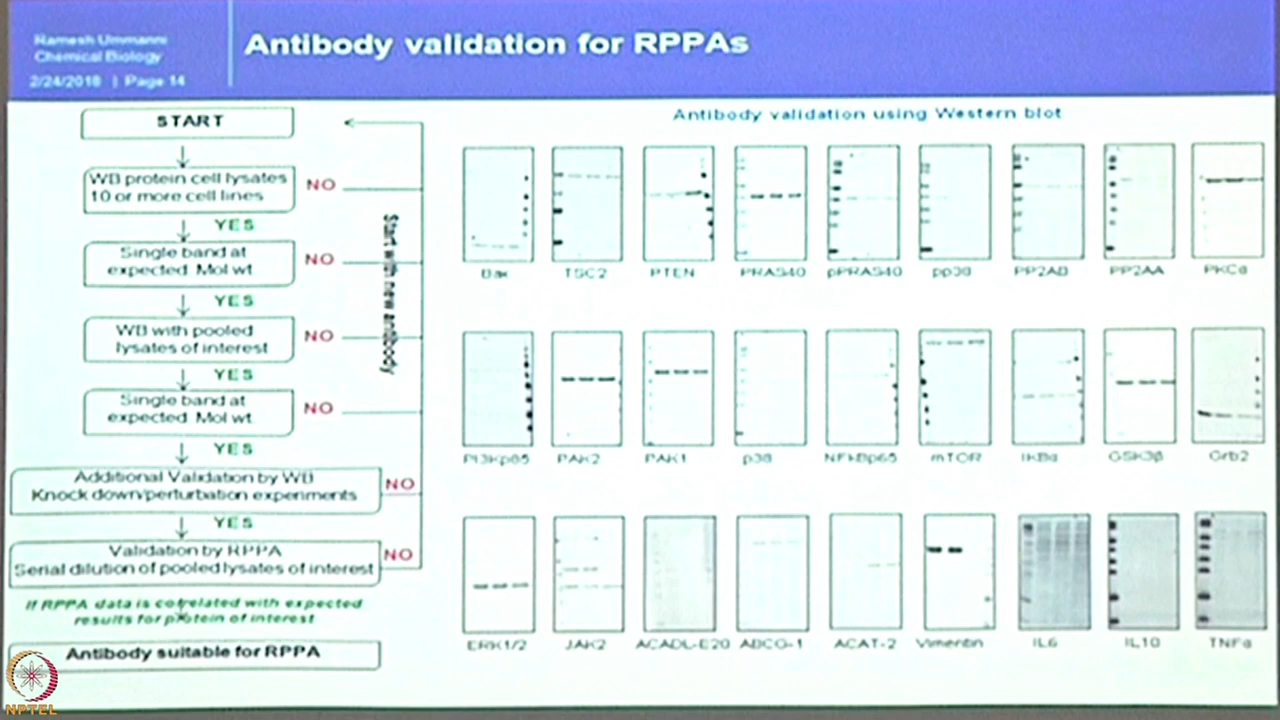 Ramesh Ummanni
Chemical Biology
2/24/2018 | Page 14
Antibody validation for RPPAs
START
WB protein cell lysates
10 or more cell lines
NO
YES
Single band at
expected Mol wt
NO
YES
WB with pooled
lysates of interest
NO
YES
Single band at
expected Mol wt
NO
YES
Additional Validation by WB
Knock down/perturbation experiments
NO
YES
Validation by RPPA
Serial dilution of pooled lysates of interest
NO
If RPPA data is correlated with expected
results for protein of interest
Antibody suitable for RPPA
Start with new antibody
Antibody validation using Western blot
Bax TSC2 PTEN PRAS40 pPRAS40 pp38 PP2AB PP2AA PKCα
PI3Kp85 PAK2 PAK1 p38 NFkBp65 mTOR IKBα GSK3β Grb2
ERK1/2 JAK2 ACADL-E20 ABCG-1 ACAT-2 Vimentin IL6 IL10 TNFα
NPTEL